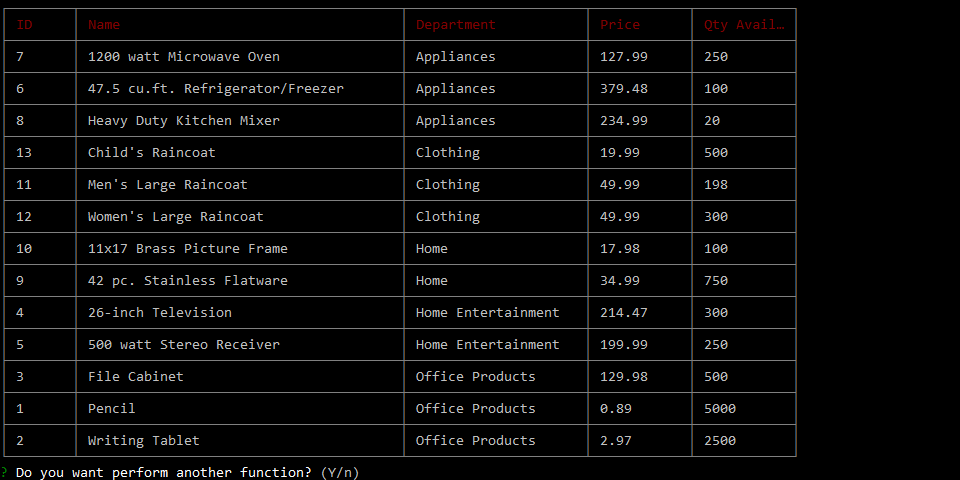 ID Name Department Price Qty Avail…
7 1200 watt Microwave Oven Appliances 127.99 250
6 47.5 cu.ft. Refrigerator/Freezer Appliances 379.48 100
8 Heavy Duty Kitchen Mixer Appliances 234.99 20
13 Child's Raincoat Clothing 19.99 500
11 Men's Large Raincoat Clothing 49.99 198
12 Women's Large Raincoat Clothing 49.99 300
10 11x17 Brass Picture Frame Home 17.98 100
9 42 pc. Stainless Flatware Home 34.99 750
4 26-inch Television Home Entertainment 214.47 300
5 500 watt Stereo Receiver Home Entertainment 199.99 250
3 File Cabinet Office Products 129.98 500
1 Pencil Office Products 0.89 5000
2 Writing Tablet Office Products 2.97 2500
? Do you want perform another function? (Y/n)